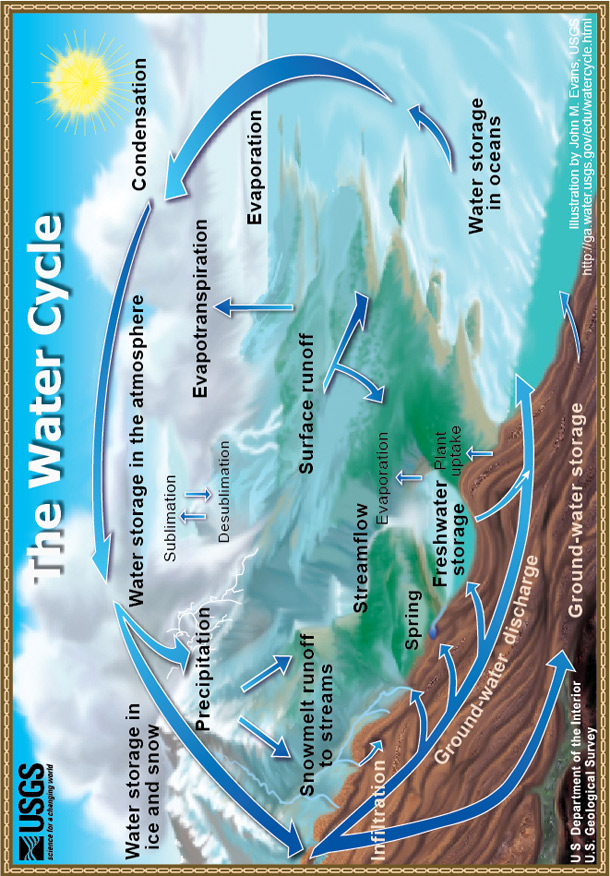 USGS
science for a changing world
The Water Cycle
Water storage in
ice and snow
Water storage in the atmosphere
Condensation
Sublimation
Desublimation
Precipitation
Evapotranspiration
Evaporation
Snowmelt runoff
to streams
Surface runoff
Streamflow
Evaporation
Spring
Freshwater
storage
Plant
uptake
Water storage
in oceans
Infiltration
Ground-water discharge
Ground-water storage
U S Department of the Interior
U.S. Geological Survey
Illustration by John M. Evans, USGS
http://ga.water.usgs.gov/edu/watercycle.html